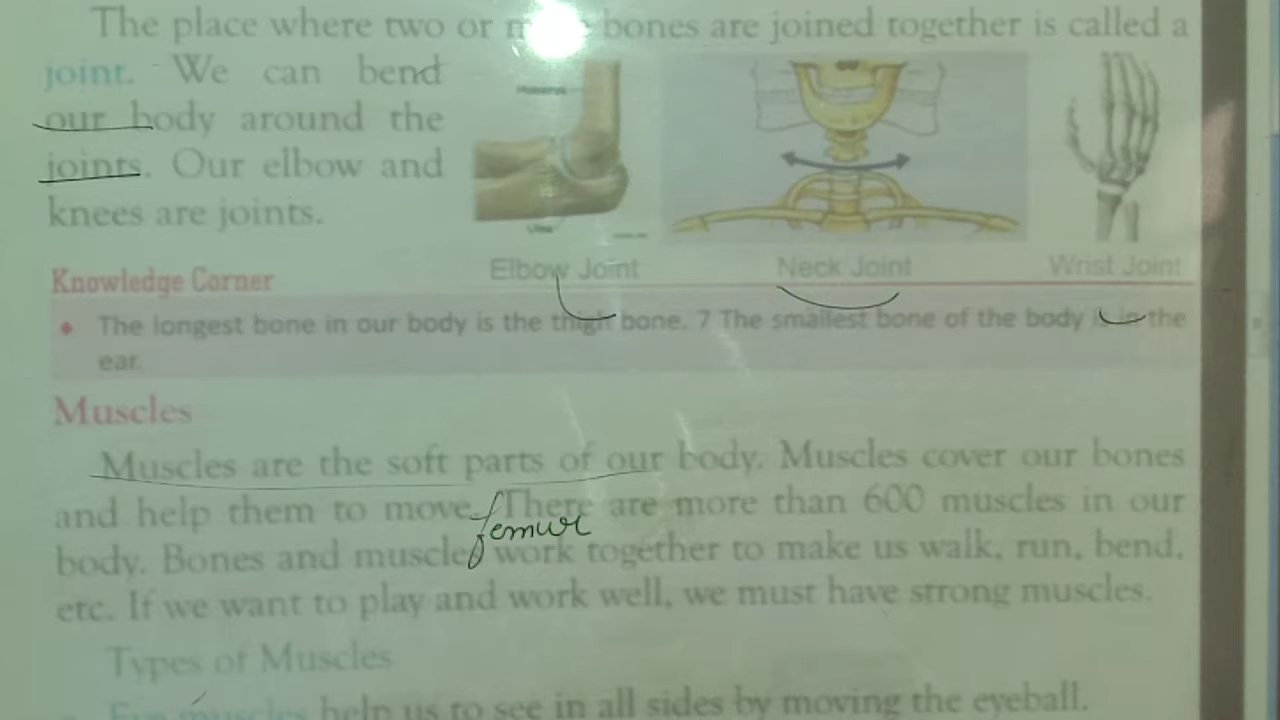 The place where two or bones are joined together is called a
joint. We can bend
our body around the
joints. Our elbow and
knees are joints.
Humerus
Ulna
Elbow Joint
Neck Joint
Wrist Joint
Knowledge Corner
♦ The longest bone in our body is the thigh bone. 7 The smallest bone of the body is in the
ear.
Muscles
Muscles are the soft parts of our body. Muscles cover our bones
and help them to move. There are more than 600 muscles in our
femur
body. Bones and muscles work together to make us walk, run, bend,
etc. If we want to play and work well, we must have strong muscles.
Types of Muscles
Eye muscles help us to see in all sides by moving the eyeball.